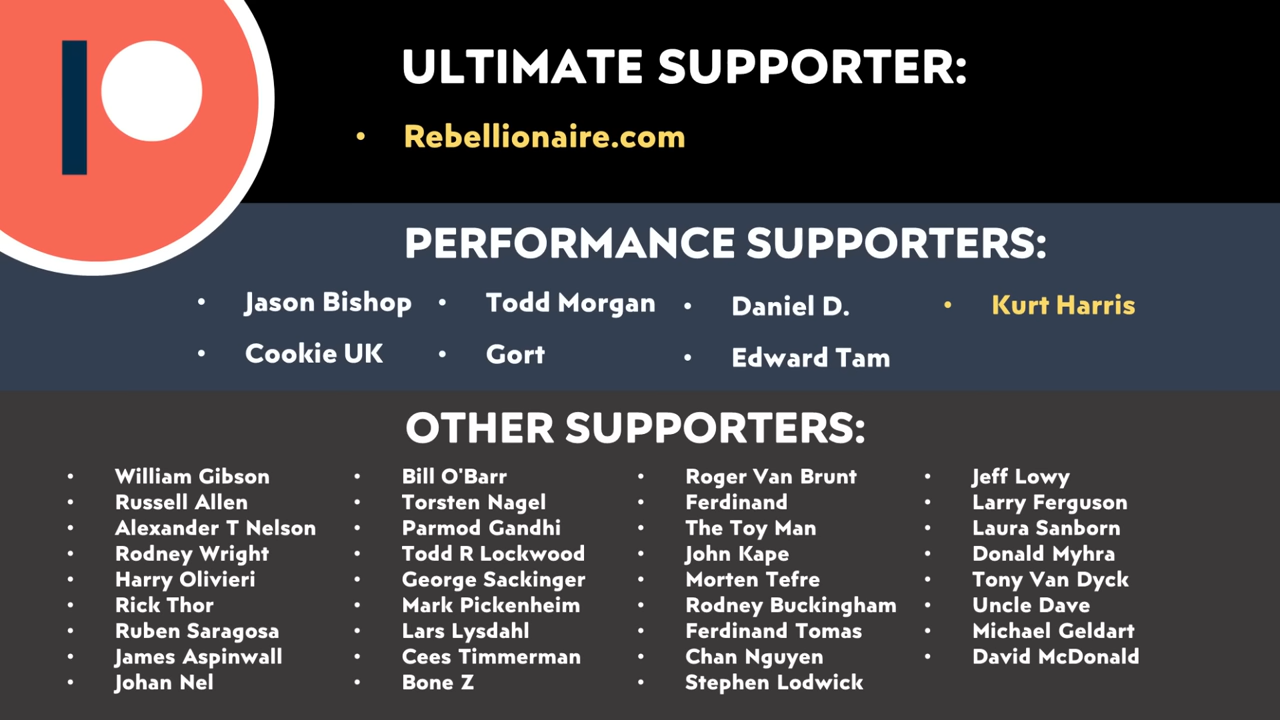 ULTIMATE SUPPORTER:
• Rebellionaire.com
PERFORMANCE SUPPORTERS:
• Jason Bishop
• Cookie UK
• Todd Morgan
• Gort
• Daniel D.
• Edward Tam
• Kurt Harris
OTHER SUPPORTERS:
• William Gibson
• Russell Allen
• Alexander T Nelson
• Rodney Wright
• Harry Olivieri
• Rick Thor
• Ruben Saragosa
• James Aspinwall
• Johan Nel
• Bill O'Barr
• Torsten Nagel
• Parmod Gandhi
• Todd R Lockwood
• George Sackinger
• Mark Pickenheim
• Lars Lysdahl
• Cees Timmerman
• Bone Z
• Roger Van Brunt
• Ferdinand
• The Toy Man
• John Kape
• Morten Tefre
• Rodney Buckingham
• Ferdinand Tomas
• Chan Nguyen
• Stephen Lodwick
• Jeff Lowy
• Larry Ferguson
• Laura Sanborn
• Donald Myhra
• Tony Van Dyck
• Uncle Dave
• Michael Geldart
• David McDonald